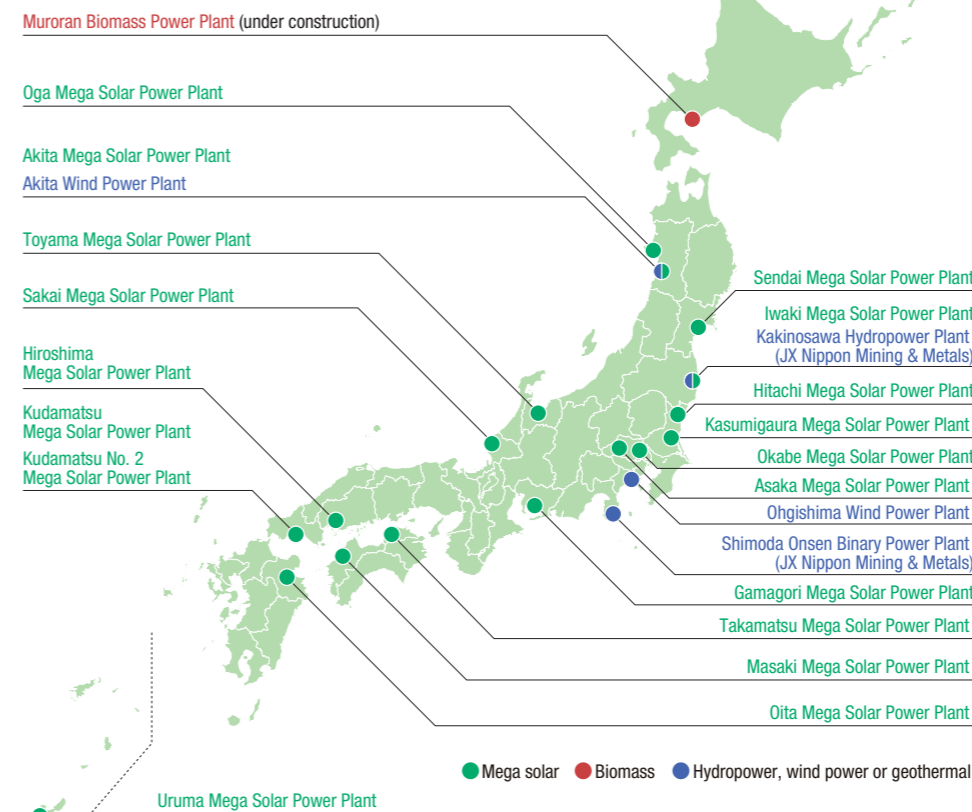 Muroran Biomass Power Plant (under construction)
Oga Mega Solar Power Plant
Akita Mega Solar Power Plant
Akita Wind Power Plant
Toyama Mega Solar Power Plant
Sakai Mega Solar Power Plant
Hiroshima
Mega Solar Power Plant
Kudamatsu
Mega Solar Power Plant
Kudamatsu No. 2
Mega Solar Power Plant
Sendai Mega Solar Power Plant
Iwaki Mega Solar Power Plant
Kakinosawa Hydropower Plant
(JX Nippon Mining & Metals)
Hitachi Mega Solar Power Plant
Kasumigaura Mega Solar Power Plant
Okabe Mega Solar Power Plant
Asaka Mega Solar Power Plant
Ohgishima Wind Power Plant
Shimoda Onsen Binary Power Plant
(JX Nippon Mining & Metals)
Gamagori Mega Solar Power Plant
Takamatsu Mega Solar Power Plant
Masaki Mega Solar Power Plant
Oita Mega Solar Power Plant
Mega solar Biomass Hydropower, wind power or geothermal
Uruma Mega Solar Power Plant